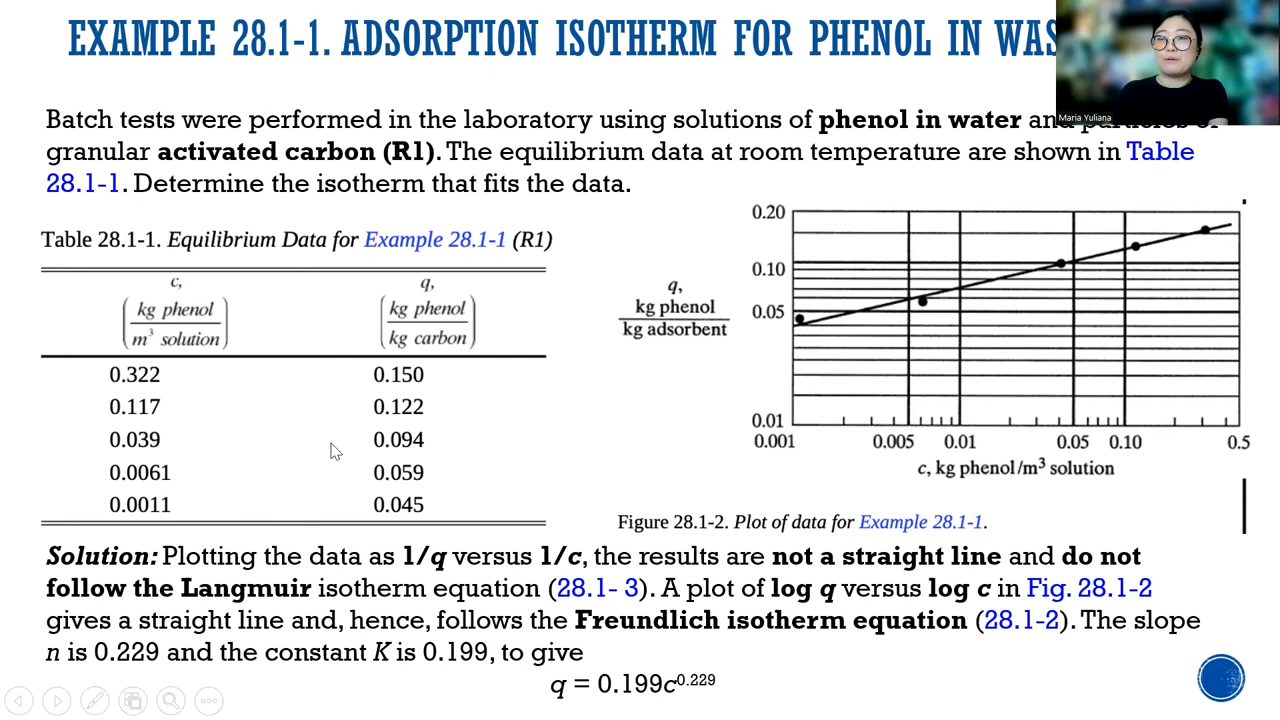 EXAMPLE 28.1-1. ADSORPTION ISOTHERM FOR PHENOL IN
Maria Yuliana
Batch tests were performed in the laboratory using solutions of phenol in water and particles of
granular activated carbon (R1). The equilibrium data at room temperature are shown in Table
28.1-1. Determine the isotherm that fits the data.
Table 28.1-1. Equilibrium Data for Example 28.1-1 (R1)
c, q,
(kg phenol / m³ solution) (kg phenol / kg carbon)
0.322 0.150
0.117 0.122
0.039 0.094
0.0061 0.059
0.0011 0.045
0.20
0.10
0.05
0.01
q,
kg phenol
kg adsorbent
0.001 0.005 0.01 0.05 0.10 0.5
c, kg phenol/m³ solution
Figure 28.1-2. Plot of data for Example 28.1-1.
Solution: Plotting the data as 1/q versus 1/c, the results are not a straight line and do not
follow the Langmuir isotherm equation (28.1- 3). A plot of log q versus log c in Fig. 28.1-2
gives a straight line and, hence, follows the Freundlich isotherm equation (28.1-2). The slope
n is 0.229 and the constant K is 0.199, to give
q = 0.199c^0.229